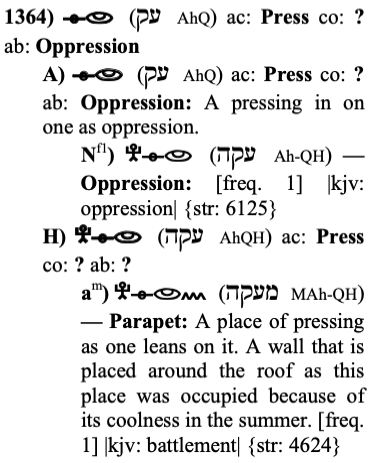 1364) (עק AhQ) ac: Press co: ?
ab: Oppression
A) (עק AhQ) ac: Press co: ?
ab: Oppression: A pressing in on
one as oppression.
Nf1) (עקה Ah-QH) —
Oppression: [freq. 1] |kjv:
oppression| {str: 6125}
H) (עקה AhQH) ac: Press
co: ? ab: ?
am) (מעקה MAh-QH)
— Parapet: A place of pressing
as one leans on it. A wall that is
placed around the roof as this
place was occupied because of
its coolness in the summer. [freq.
1] |kjv: battlement| {str: 4624}